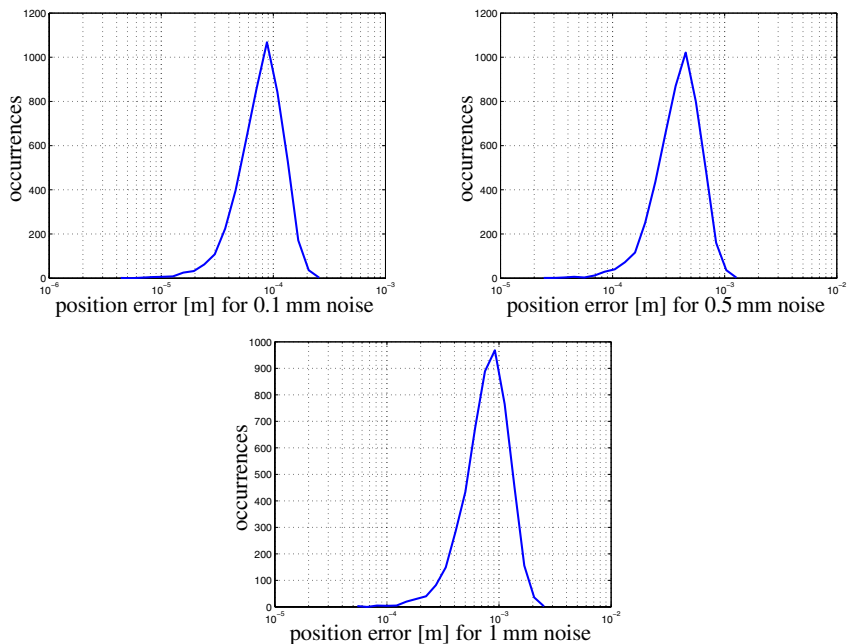 1200
1000
800
600
400
200
0
occurrences
10⁻⁶ 10⁻⁵ 10⁻⁴ 10⁻³
position error [m] for 0.1 mm noise
1200
1000
800
600
400
200
0
occurrences
10⁻⁵ 10⁻⁴ 10⁻³ 10⁻²
position error [m] for 0.5 mm noise
1000
900
800
700
600
500
400
300
200
100
0
occurrences
10⁻⁵ 10⁻⁴ 10⁻³ 10⁻²
position error [m] for 1 mm noise